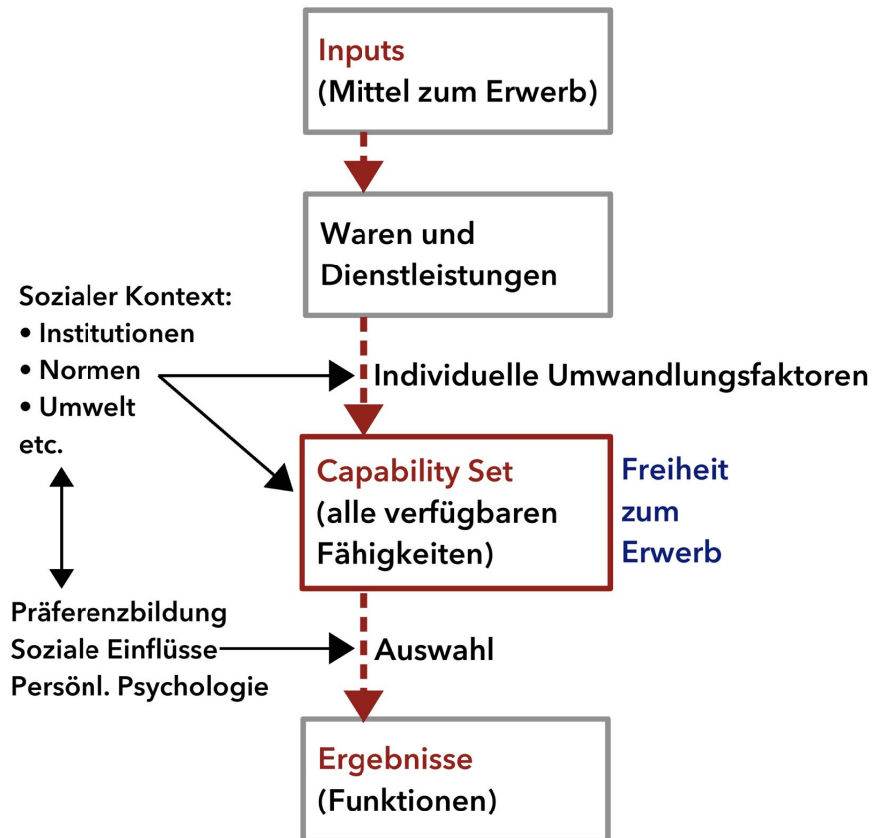 Inputs
(Mittel zum Erwerb)
Waren und
Dienstleistungen
Sozialer Kontext:
• Institutionen
• Normen
• Umwelt
etc.
Individuelle Umwandlungsfaktoren
Capability Set
(alle verfügbaren
Fähigkeiten)
Freiheit
zum
Erwerb
Präferenzbildung
Soziale Einflüsse
Persönl. Psychologie
Auswahl
Ergebnisse
(Funktionen)